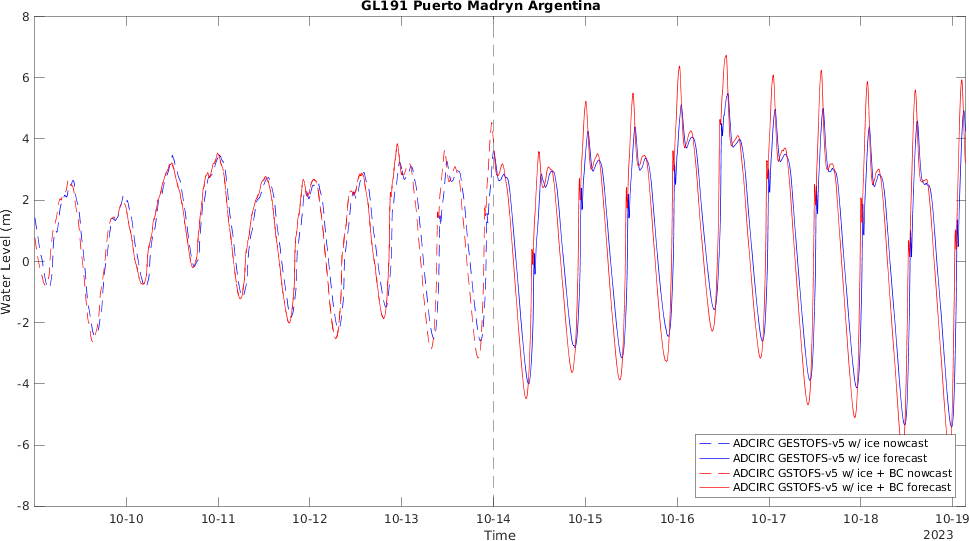 GL191 Puerto Madryn Argentina
8
6
4
2
0
-2
-4
-6
-8
Water Level (m)
ADCIRC GESTOFS-v5 w/ ice nowcast
ADCIRC GESTOFS-v5 w/ ice forecast
ADCIRC GSTOFS-v5 w/ ice + BC nowcast
ADCIRC GSTOFS-v5 w/ ice + BC forecast
10-10 10-11 10-12 10-13 10-14 10-15 10-16 10-17 10-18 10-19
Time
2023